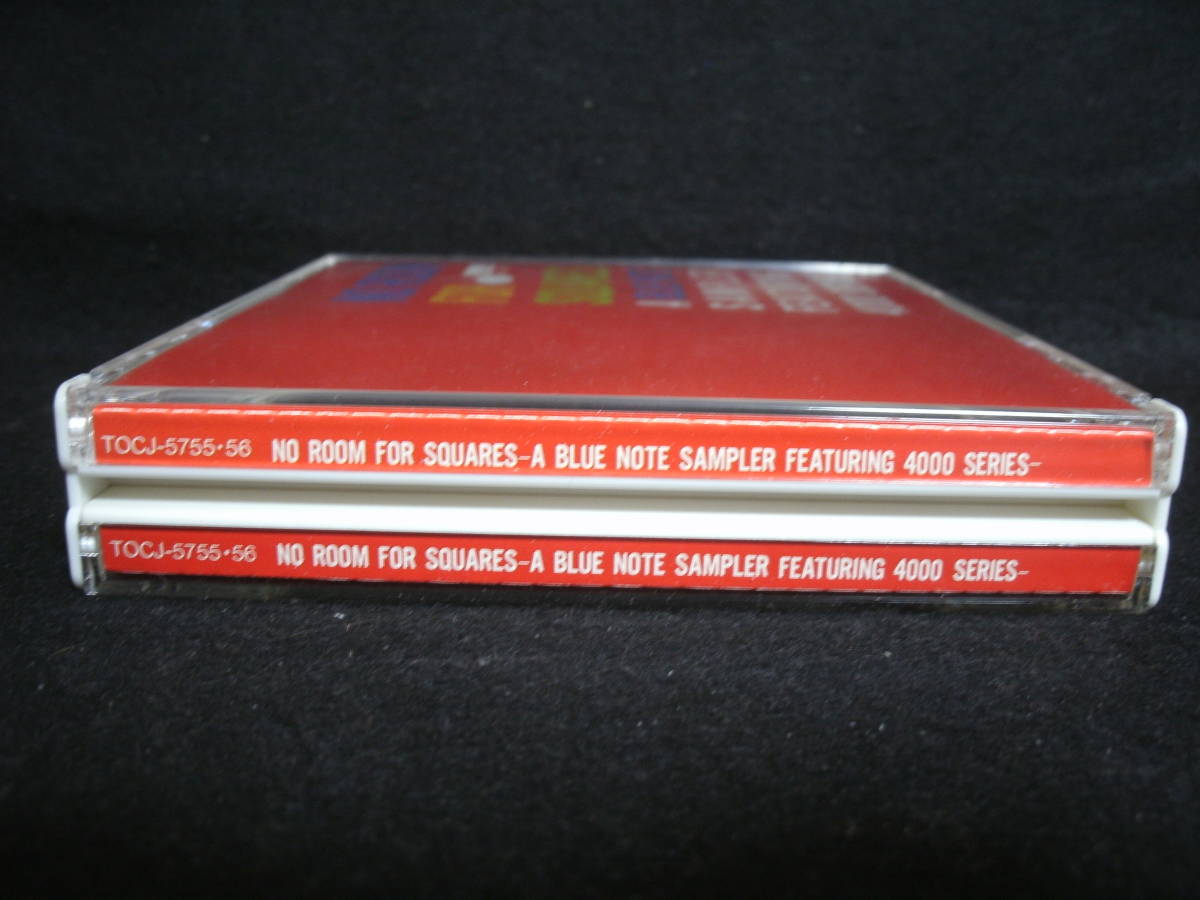 TOCJ-5755•56 NO ROOM FOR SQUARES–A BLUE NOTE SAMPLER FEATURING 4000 SERIES–
TOCJ-5755•56 NO ROOM FOR SQUARES–A BLUE NOTE SAMPLER FEATURING 4000 SERIES–